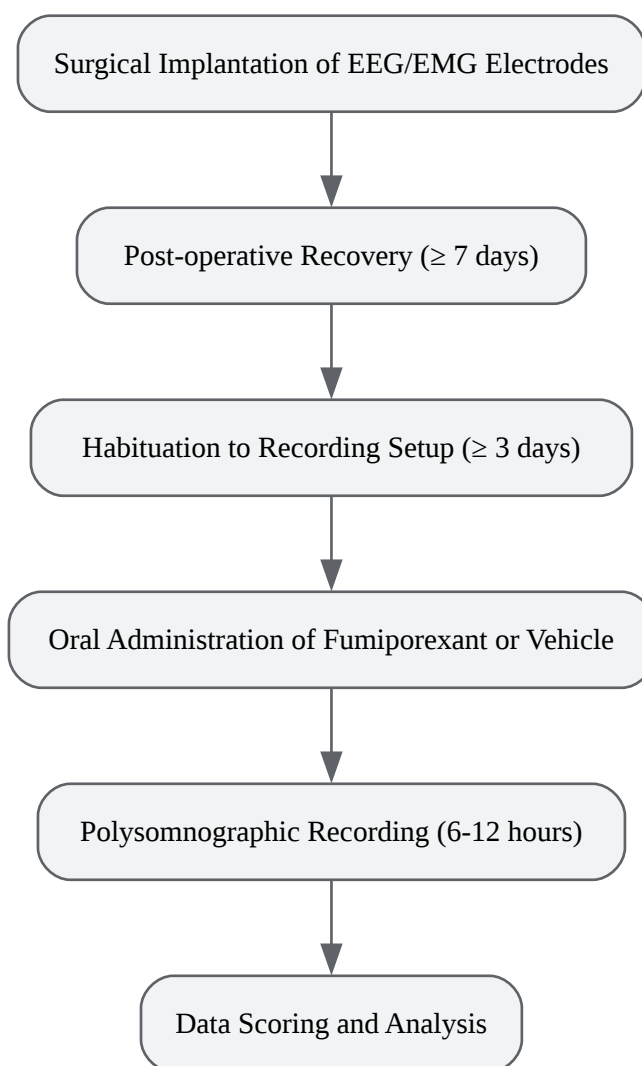 Surgical Implantation of EEG/EMG Electrodes
Post-operative Recovery (≥ 7 days)
Habituation to Recording Setup (≥ 3 days)
Oral Administration of Fumiporexant or Vehicle
Polysomnographic Recording (6-12 hours)
Data Scoring and Analysis